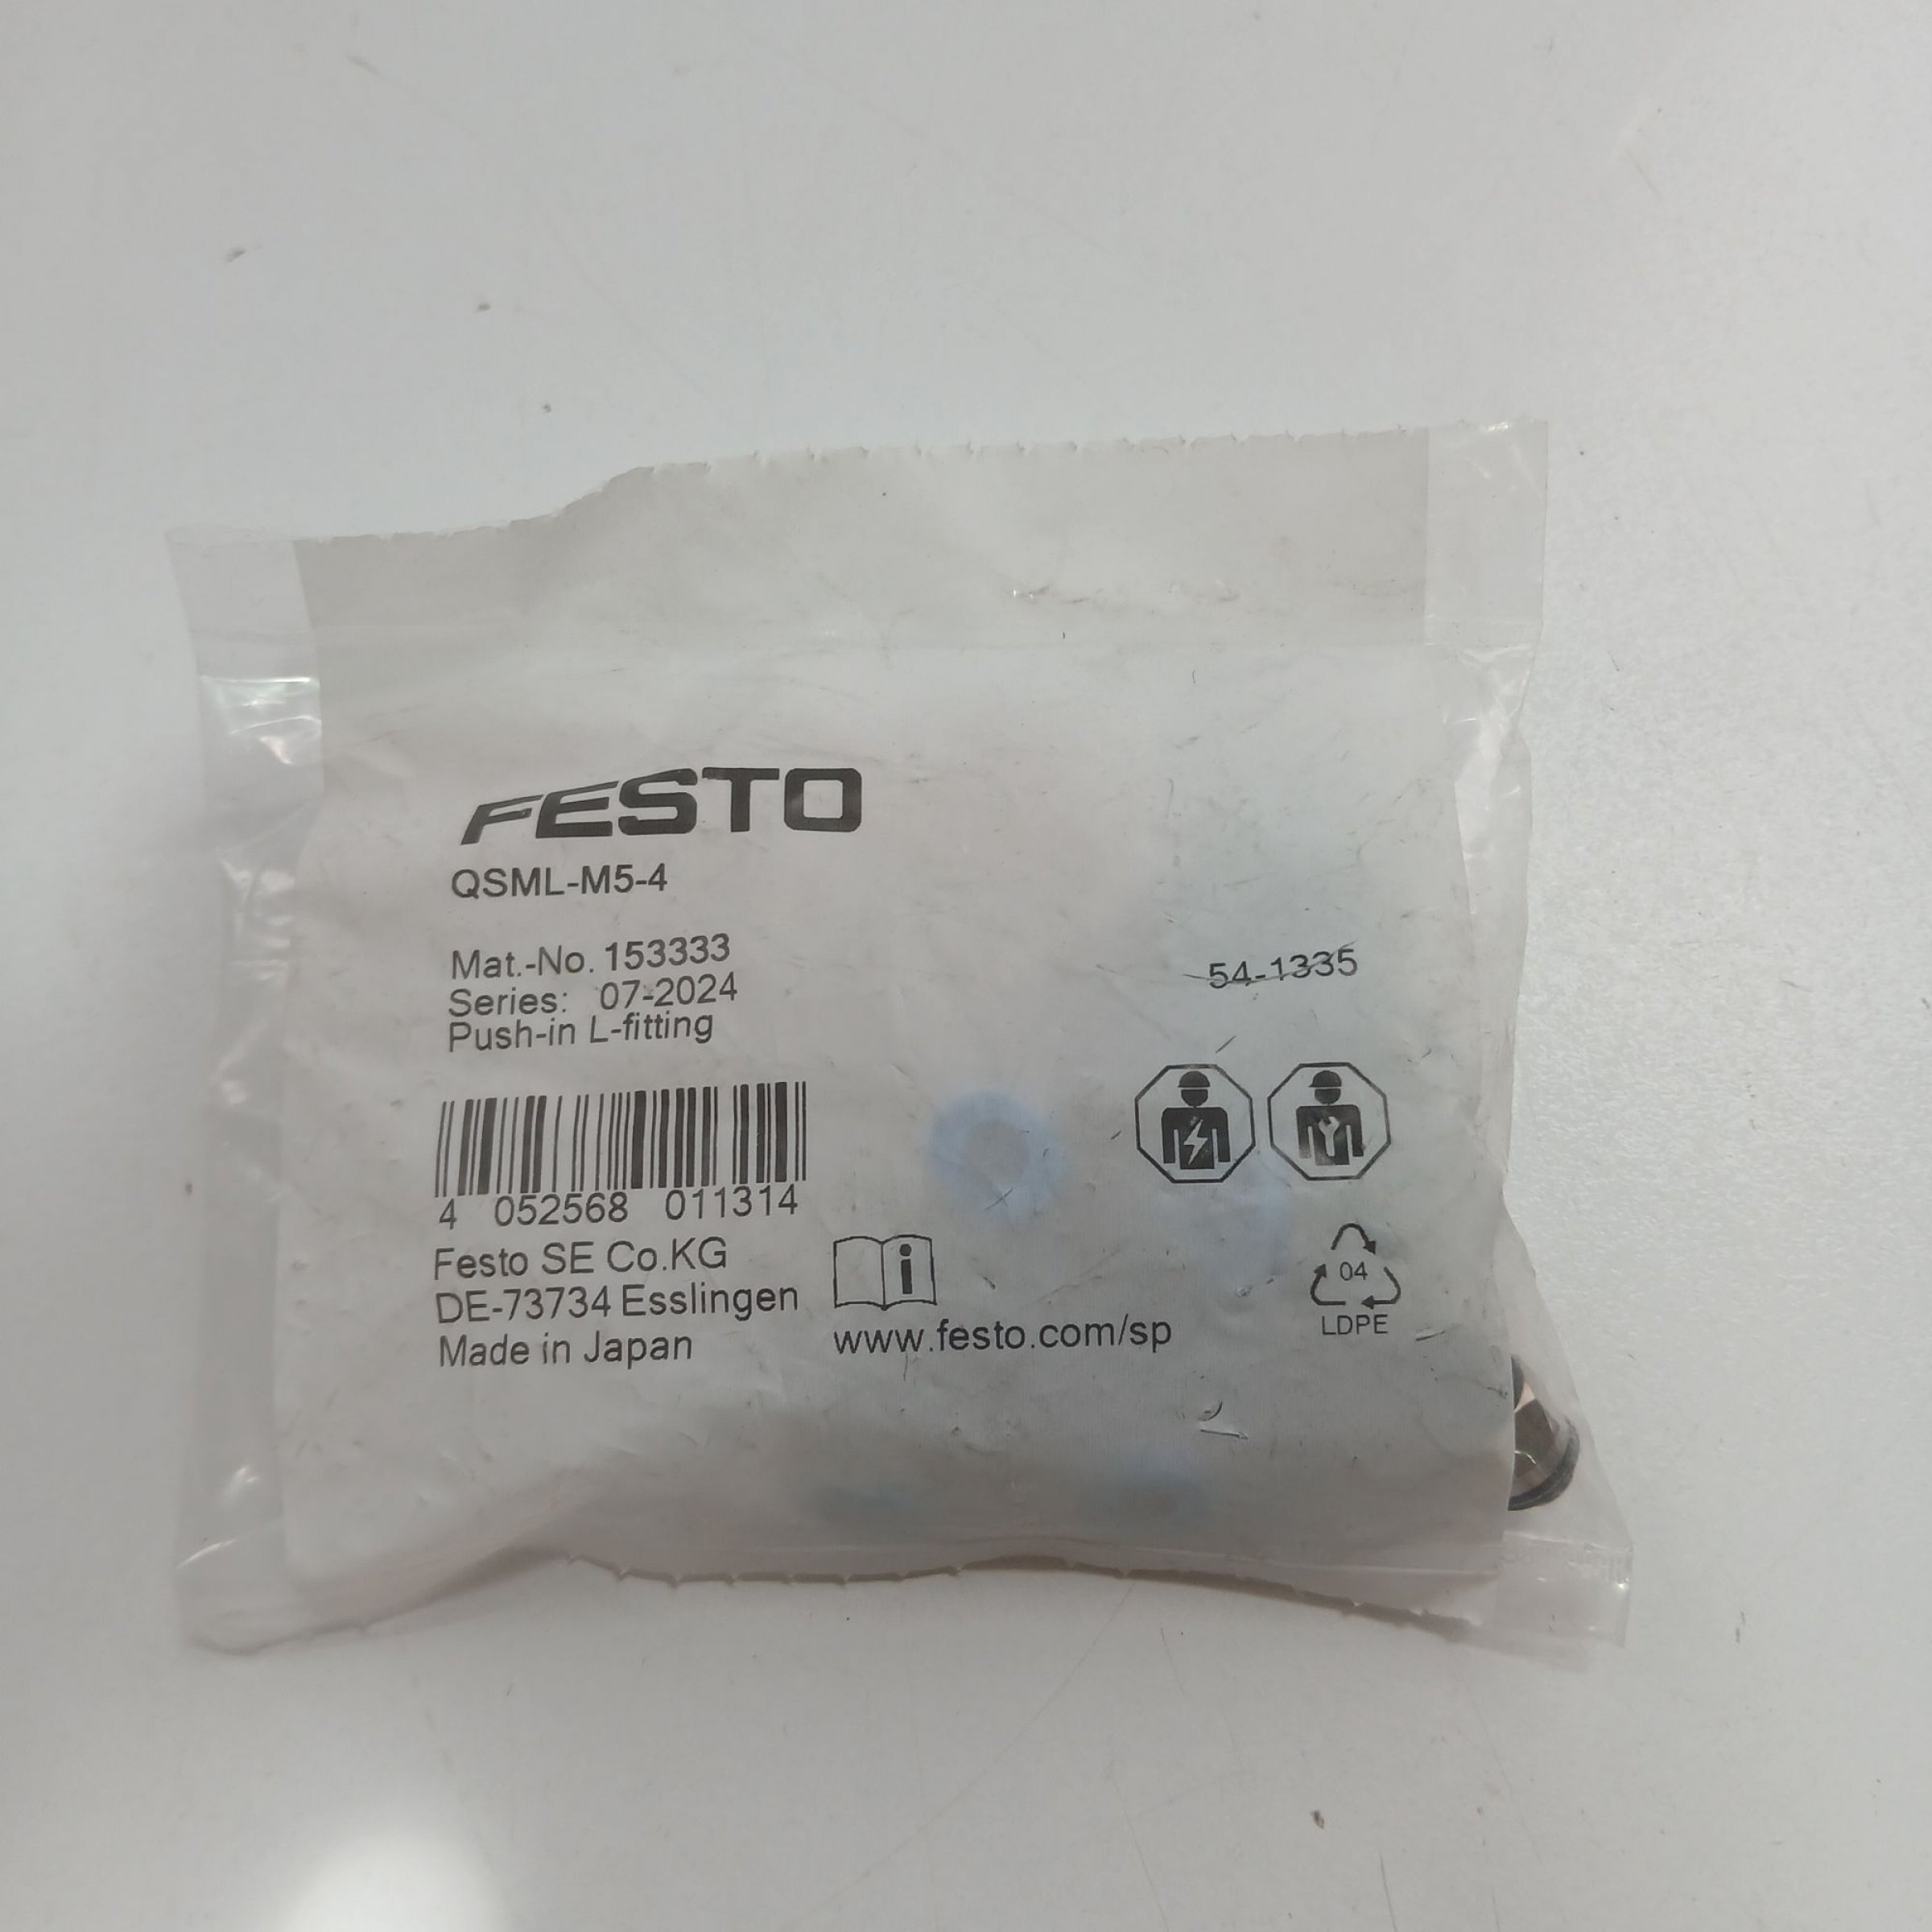 FESTO
QSML-M5-4
Mat.-No. 153333
Series: 07-2024
Push-in L-fitting
54-1335
4 052568 011314
Festo SE Co.KG
DE-73734 Esslingen
Made in Japan
i
www.festo.com/sp
04
LDPE